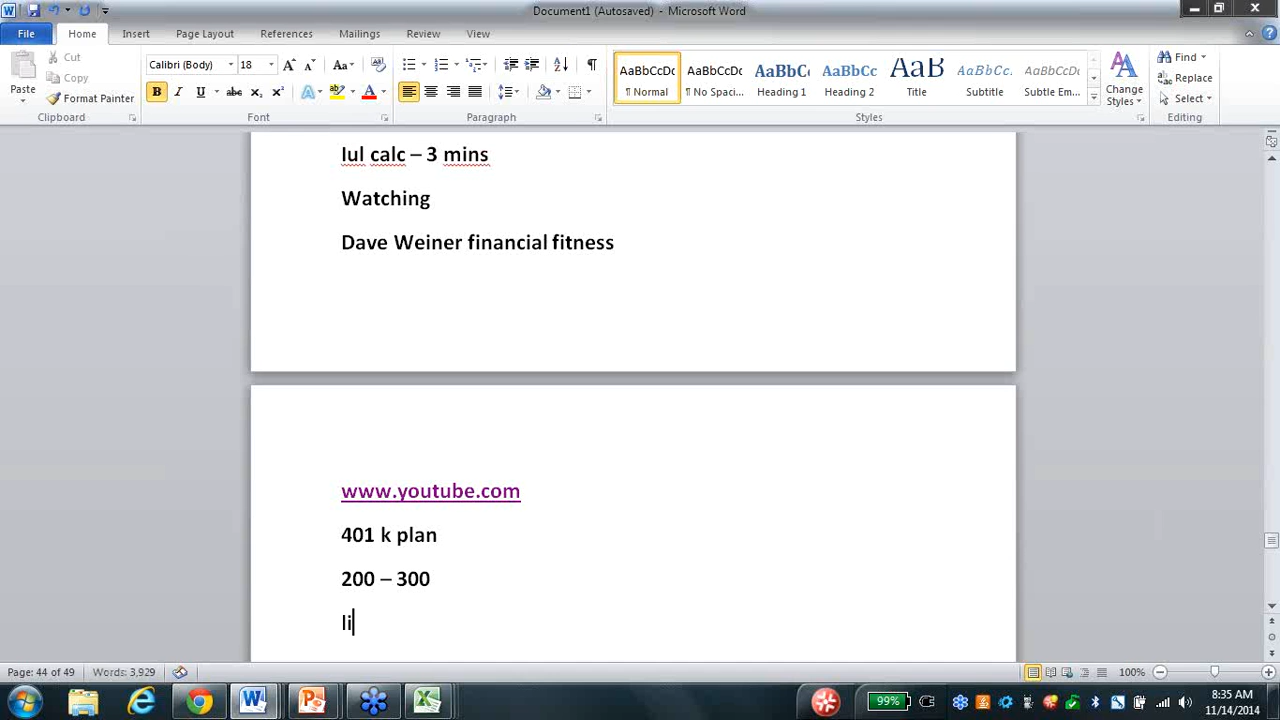 Document1 (Autosaved) - Microsoft Word
File Home Insert Page Layout References Mailings Review View
Paste
Cut
Copy
Format Painter
Clipboard
Calibri (Body) 18
Font
Paragraph
AaBbCcDc AaBbCcDc AaBbCc AaBbCc AaB AaBbCc. AaBbCcDc
¶ Normal ¶ No Spaci... Heading 1 Heading 2 Title Subtitle Subtle Em...
Change Styles
Styles
Find
Replace
Select
Editing
Iul calc – 3 mins
Watching
Dave Weiner financial fitness
www.youtube.com
401 k plan
200 – 300
li
Page: 44 of 49 Words: 3,929 100%
99%
8:35 AM
11/14/2014